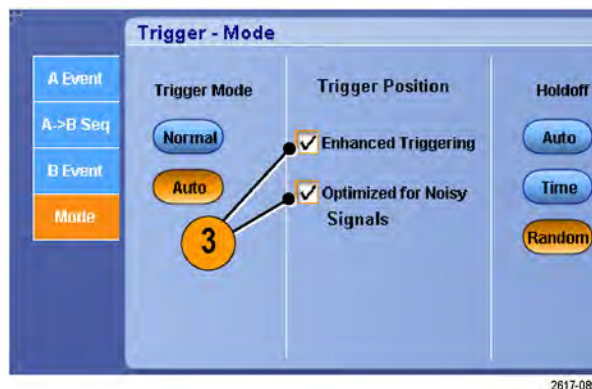 Trigger - Mode
A Event
A->B Seq
B Event
Mode
Trigger Mode
Normal
Auto
3
Trigger Position
Enhanced Triggering
Optimized for Noisy
Signals
Holdoff
Auto
Time
Random
2617-08